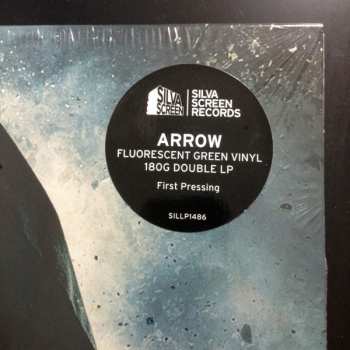 SILVA
SCREEN
SILVA
SCREEN
RECORDS
ARROW
FLUORESCENT GREEN VINYL
180G DOUBLE LP
First Pressing
SILLP1486